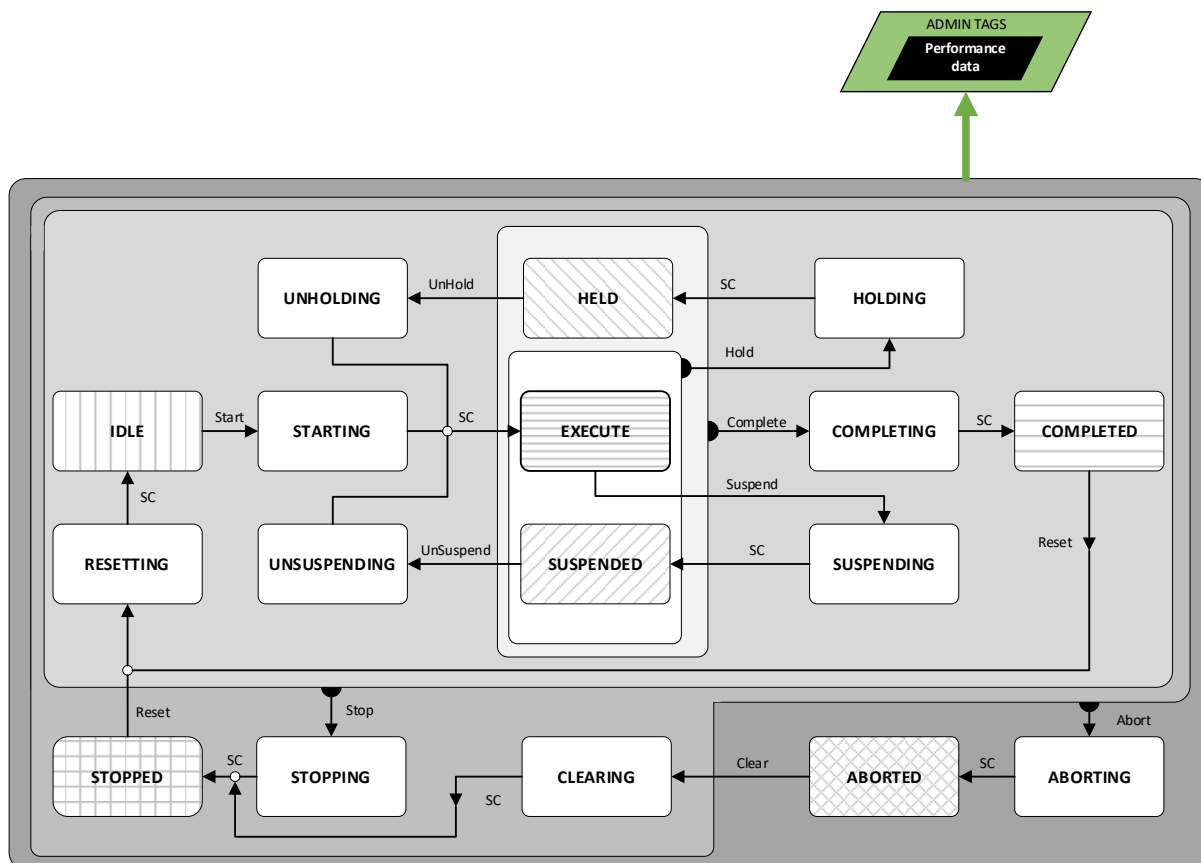 ADMIN TAGS
Performance
data
UNHOLDING
UnHold
HELD
SC
HOLDING
Hold
IDLE
Start
STARTING
SC
EXECUTE
Complete
COMPLETING
SC
COMPLETED
SC
Suspend
Reset
RESETTING
UNSUSPENDING
UnSuspend
SUSPENDED
SC
SUSPENDING
Reset
Stop
Abort
STOPPED
SC
STOPPING
CLEARING
SC
Clear
ABORTED
SC
ABORTING